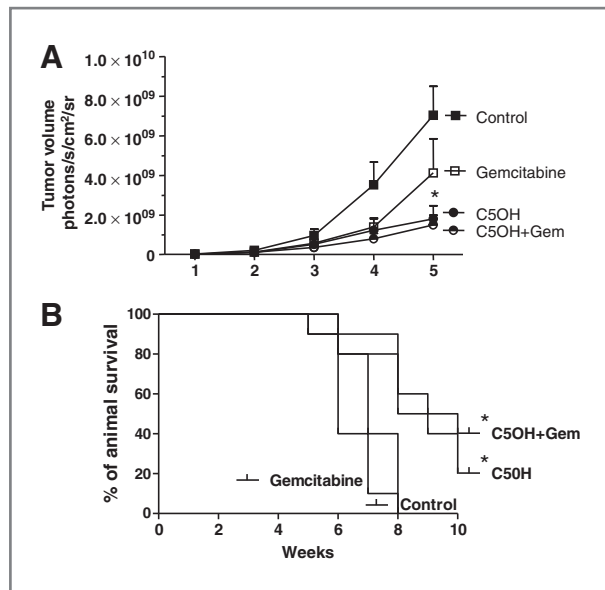 A
Tumor volume
photons/s/cm²/sr
1.0 × 10¹⁰
8.0 × 10⁰⁹
6.0 × 10⁰⁹
4.0 × 10⁰⁹
2.0 × 10⁰⁹
0
1 2 3 4 5
Control
Gemcitabine
*
C5OH
C5OH+Gem
B
% of animal survival
100
80
60
40
20
0
0 2 4 6 8 10
Weeks
*
C5OH+Gem
*
C50H
Gemcitabine
Control